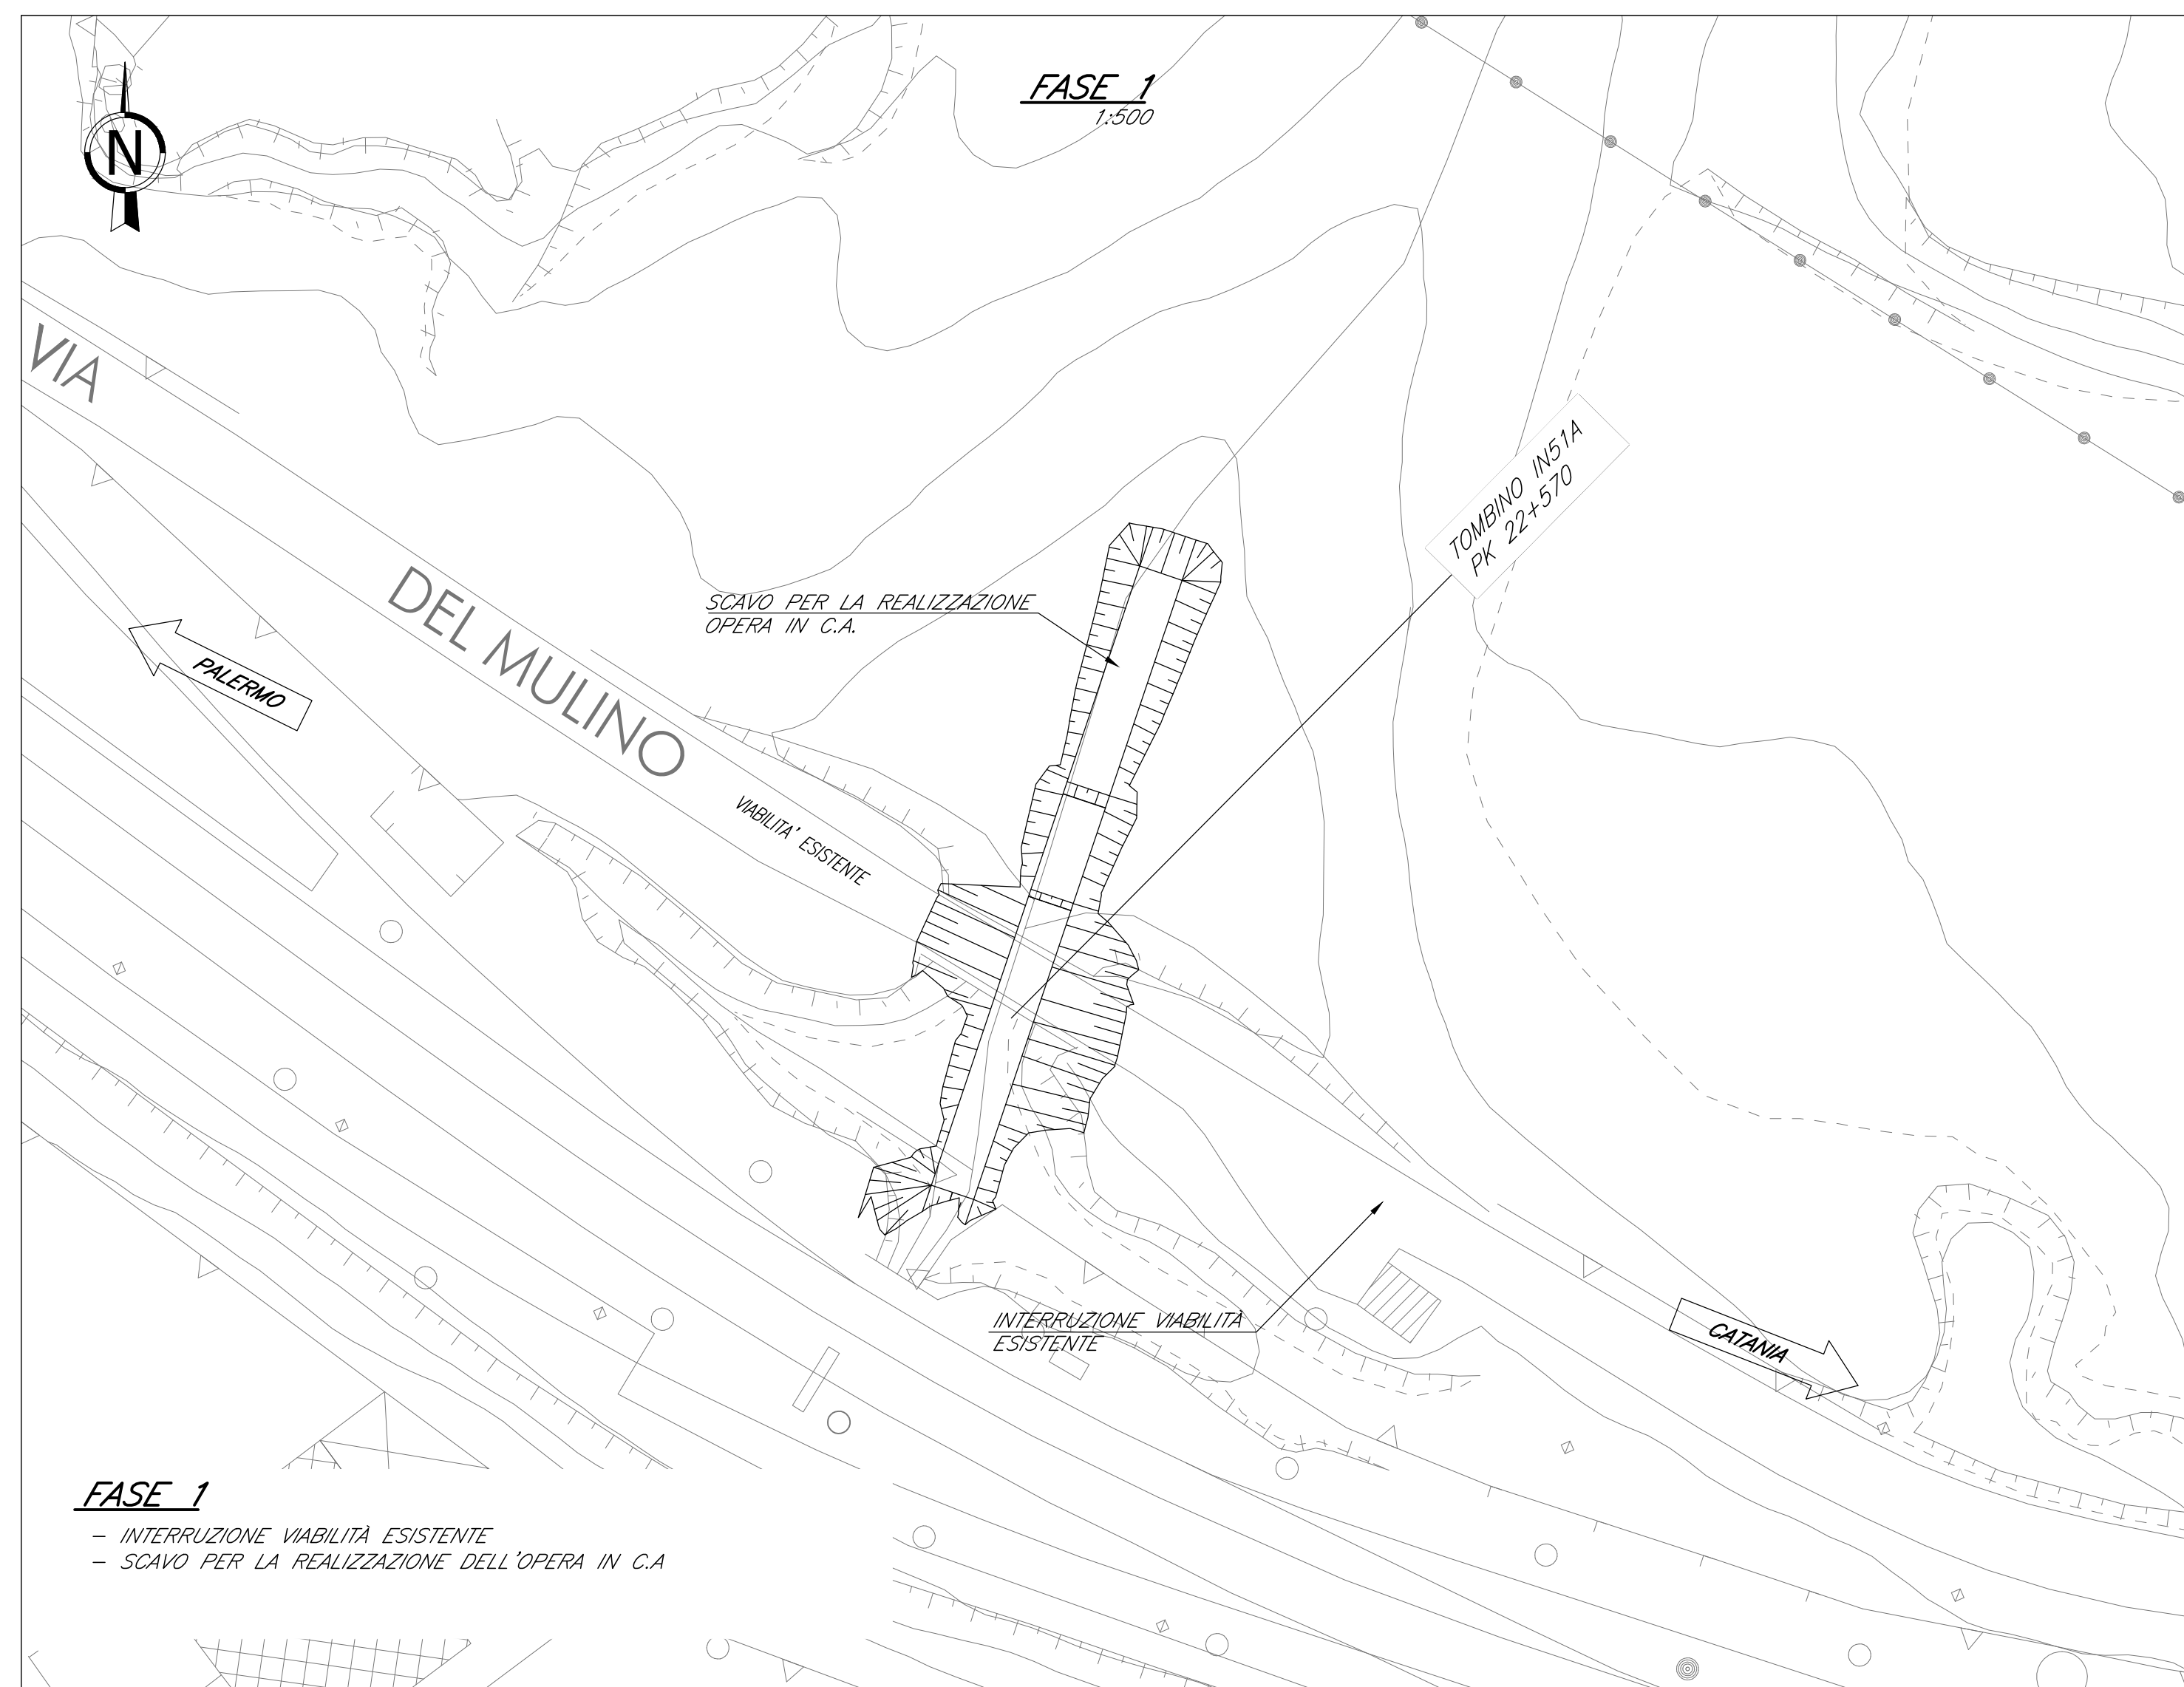 FASE 1
1:500
N
VIA
DEL MULINO
TOMBINO IN51A
PK 22+570
SCAVO PER LA REALIZZAZIONE
OPERA IN C.A.
PALERMO
VIABILITA' ESISTENTE
INTERRUZIONE VIABILITÀ
ESISTENTE
CATANIA
FASE 1
- INTERRUZIONE VIABILITÀ ESISTENTE
- SCAVO PER LA REALIZZAZIONE DELL'OPERA IN C.A